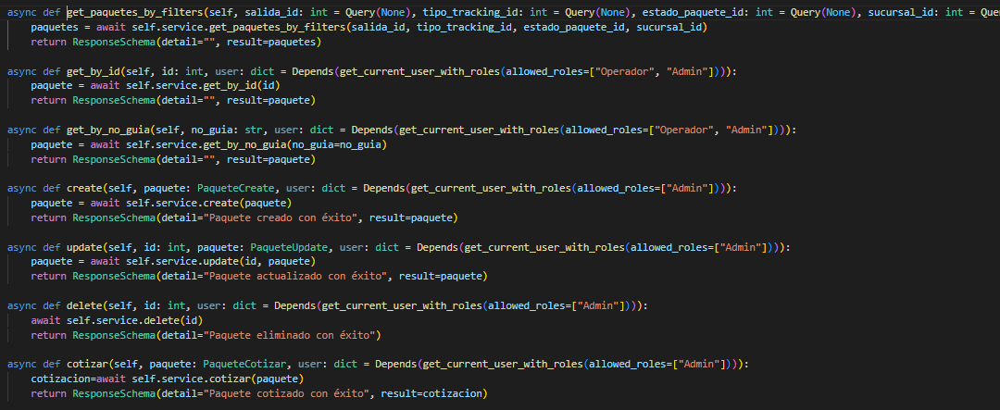 async def get_paquetes_by_filters(self, salida_id: int = Query(None), tipo_tracking_id: int = Query(None), estado_paquete_id: int = Query(None), sucursal_id: int = Que
paquetes = await self.service.get_paquetes_by_filters(salida_id, tipo_tracking_id, estado_paquete_id, sucursal_id)
return ResponseSchema(detail="", result=paquetes)
async def get_by_id(self, id: int, user: dict = Depends(get_current_user_with_roles(allowed_roles=["Operador", "Admin"]))):
paquete = await self.service.get_by_id(id)
return ResponseSchema(detail="", result=paquete)
async def get_by_no_guia(self, no_guia: str, user: dict = Depends(get_current_user_with_roles(allowed_roles=["Operador", "Admin"]))):
paquete = await self.service.get_by_no_guia(no_guia=no_guia)
return ResponseSchema(detail="", result=paquete)
async def create(self, paquete: PaqueteCreate, user: dict = Depends(get_current_user_with_roles(allowed_roles=["Admin"]))):
paquete = await self.service.create(paquete)
return ResponseSchema(detail="Paquete creado con éxito", result=paquete)
async def update(self, id: int, paquete: PaqueteUpdate, user: dict = Depends(get_current_user_with_roles(allowed_roles=["Admin"]))):
paquete = await self.service.update(id, paquete)
return ResponseSchema(detail="Paquete actualizado con éxito", result=paquete)
async def delete(self, id: int, user: dict = Depends(get_current_user_with_roles(allowed_roles=["Admin"]))):
await self.service.delete(id)
return ResponseSchema(detail="Paquete eliminado con éxito")
async def cotizar(self, paquete: PaqueteCotizar, user: dict = Depends(get_current_user_with_roles(allowed_roles=["Admin"]))):
cotizacion=await self.service.cotizar(paquete)
return ResponseSchema(detail="Paquete cotizado con éxito", result=cotizacion)